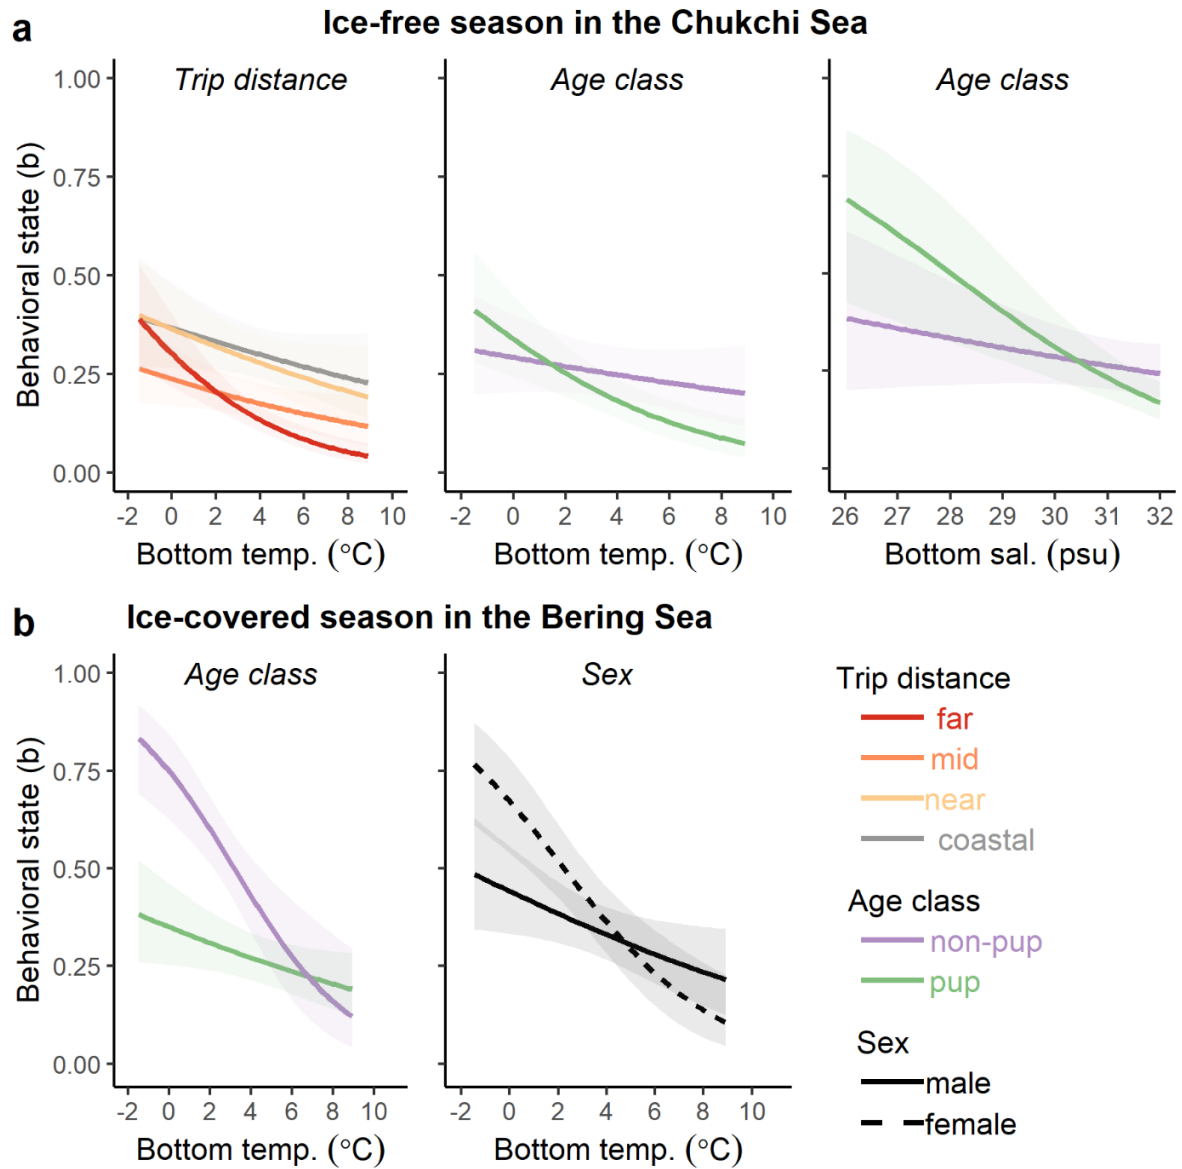 a
Ice-free season in the Chukchi Sea
Trip distance
Age class
Age class
Behavioral state (b)
1.00
0.75
0.50
0.25
0.00
-2 0 2 4 6 8 10
-2 0 2 4 6 8 10
26 27 28 29 30 31 32
Bottom temp. (°C)
Bottom temp. (°C)
Bottom sal. (psu)
b
Ice-covered season in the Bering Sea
Age class
Sex
Behavioral state (b)
1.00
0.75
0.50
0.25
0.00
-2 0 2 4 6 8 10
-2 0 2 4 6 8 10
Bottom temp. (°C)
Bottom temp. (°C)
Trip distance
far
mid
near
coastal
Age class
non-pup
pup
Sex
male
female